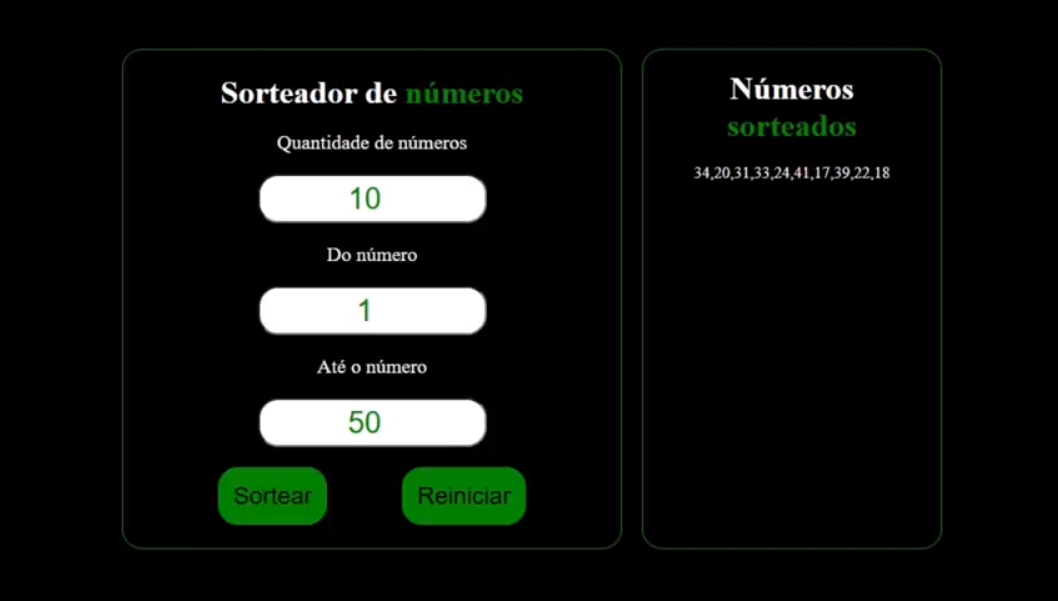 Sorteador de números
Quantidade de números
10
Do número
1
Até o número
50
Sortear
Reiniciar
Números
sorteados
34,20,31,33,24,41,17,39,22,18